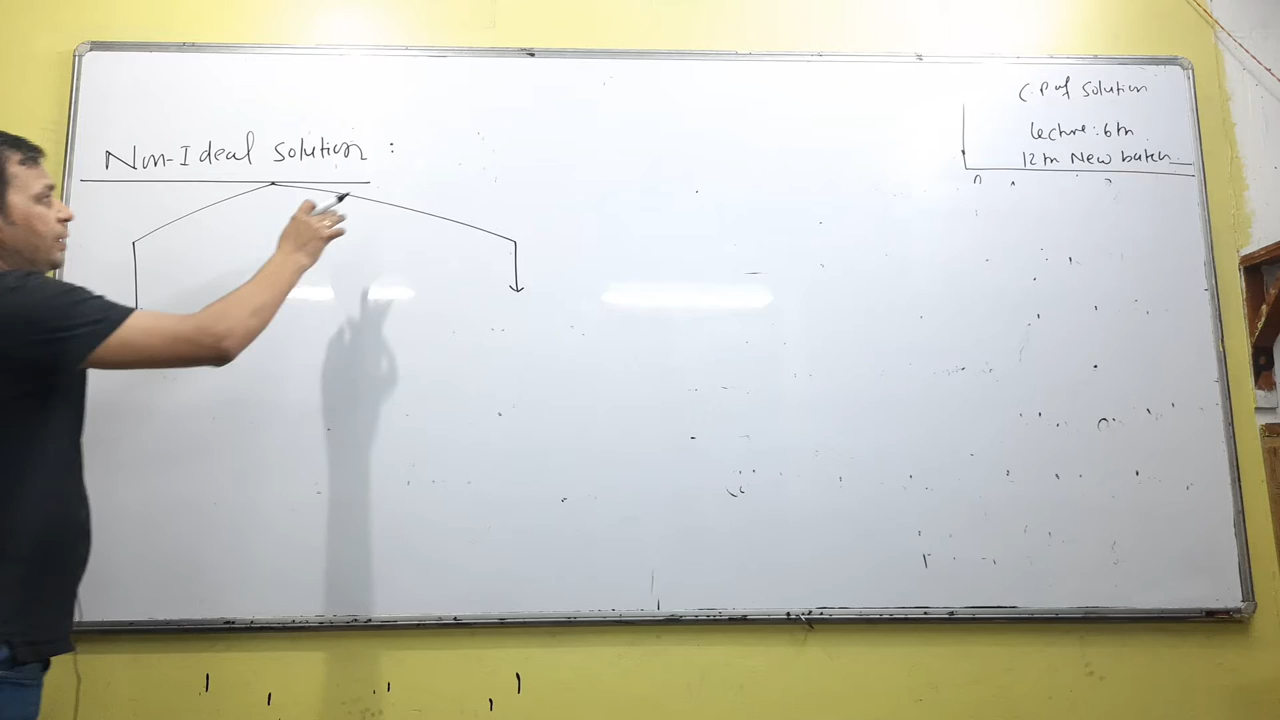 Non-Ideal solution :
C.P of Solution
lecture: 6th
12th New batch